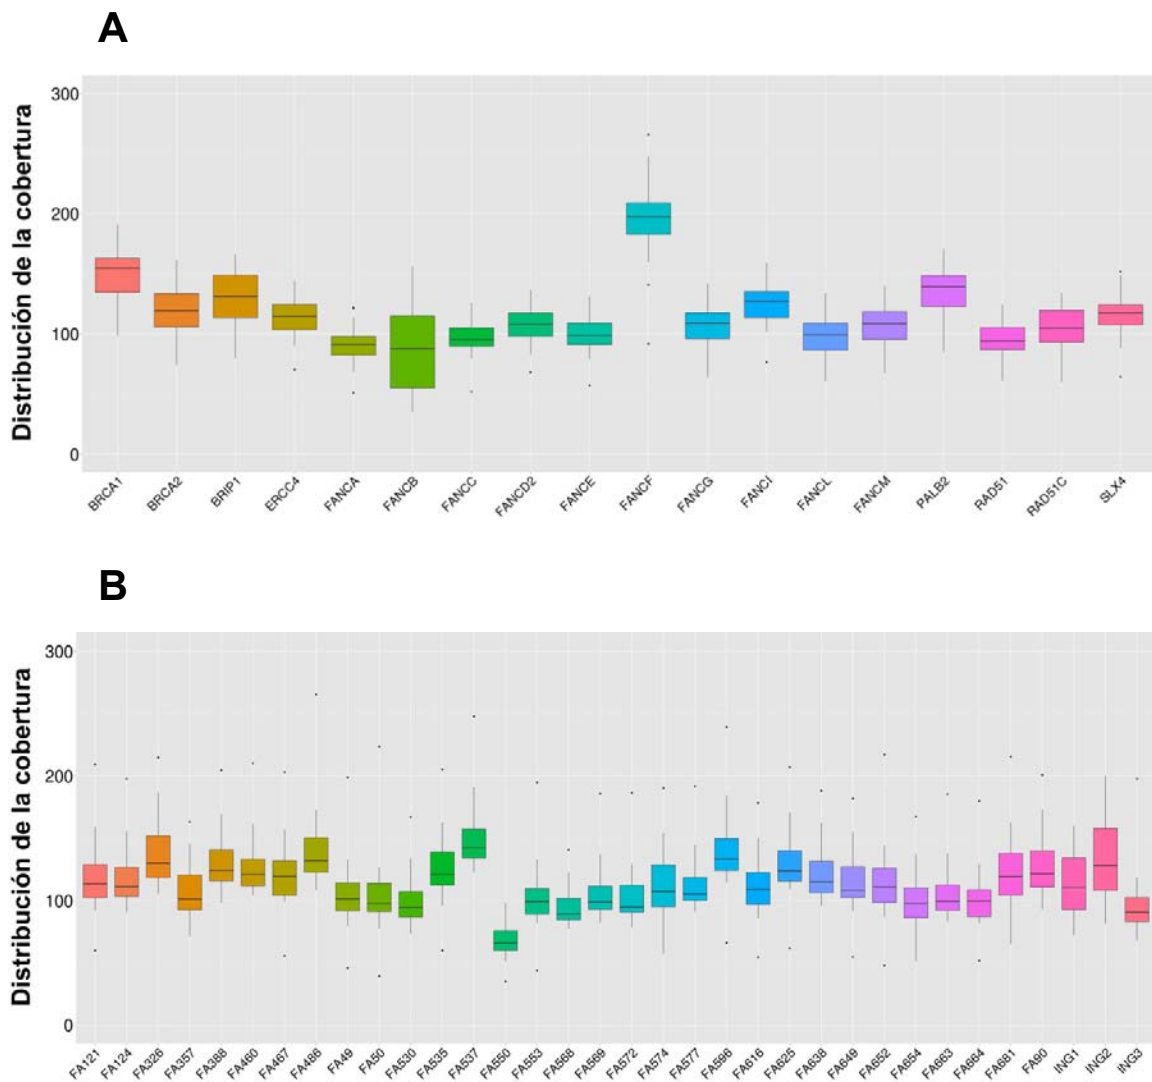 A
Distribución de la cobertura
300
200
100
0
BRCA1 BRCA2 BRIP1 ERCC4 FANCA FANCB FANCC FANCD2 FANCE FANCF FANCG FANCI FANCL FANCM PALB2 RAD51 RAD51C SLX4
B
Distribución de la cobertura
300
200
100
0
FA121 FA124 FA326 FA357 FA388 FA460 FA467 FA486 FA49 FA50 FA530 FA535 FA537 FA550 FA553 FA568 FA569 FA572 FA574 FA577 FA596 FA616 FA625 FA638 FA649 FA652 FA654 FA663 FA664 FA681 FA90 ING1 ING2 ING3